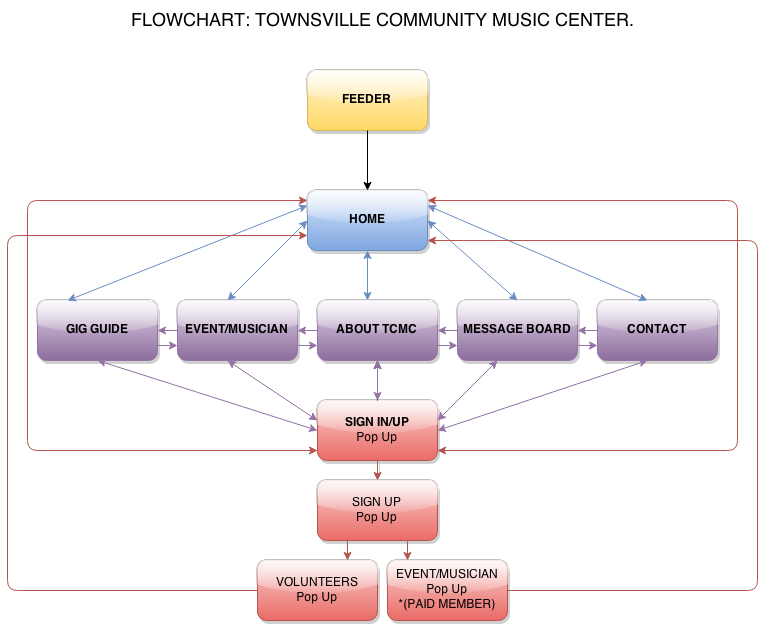 FLOWCHART: TOWNSVILLE COMMUNITY MUSIC CENTER.
FEEDER
HOME
GIG GUIDE
EVENT/MUSICIAN
ABOUT TCMC
MESSAGE BOARD
CONTACT
SIGN IN/UP
Pop Up
SIGN UP
Pop Up
VOLUNTEERS
Pop Up
EVENT/MUSICIAN
Pop Up
*(PAID MEMBER)